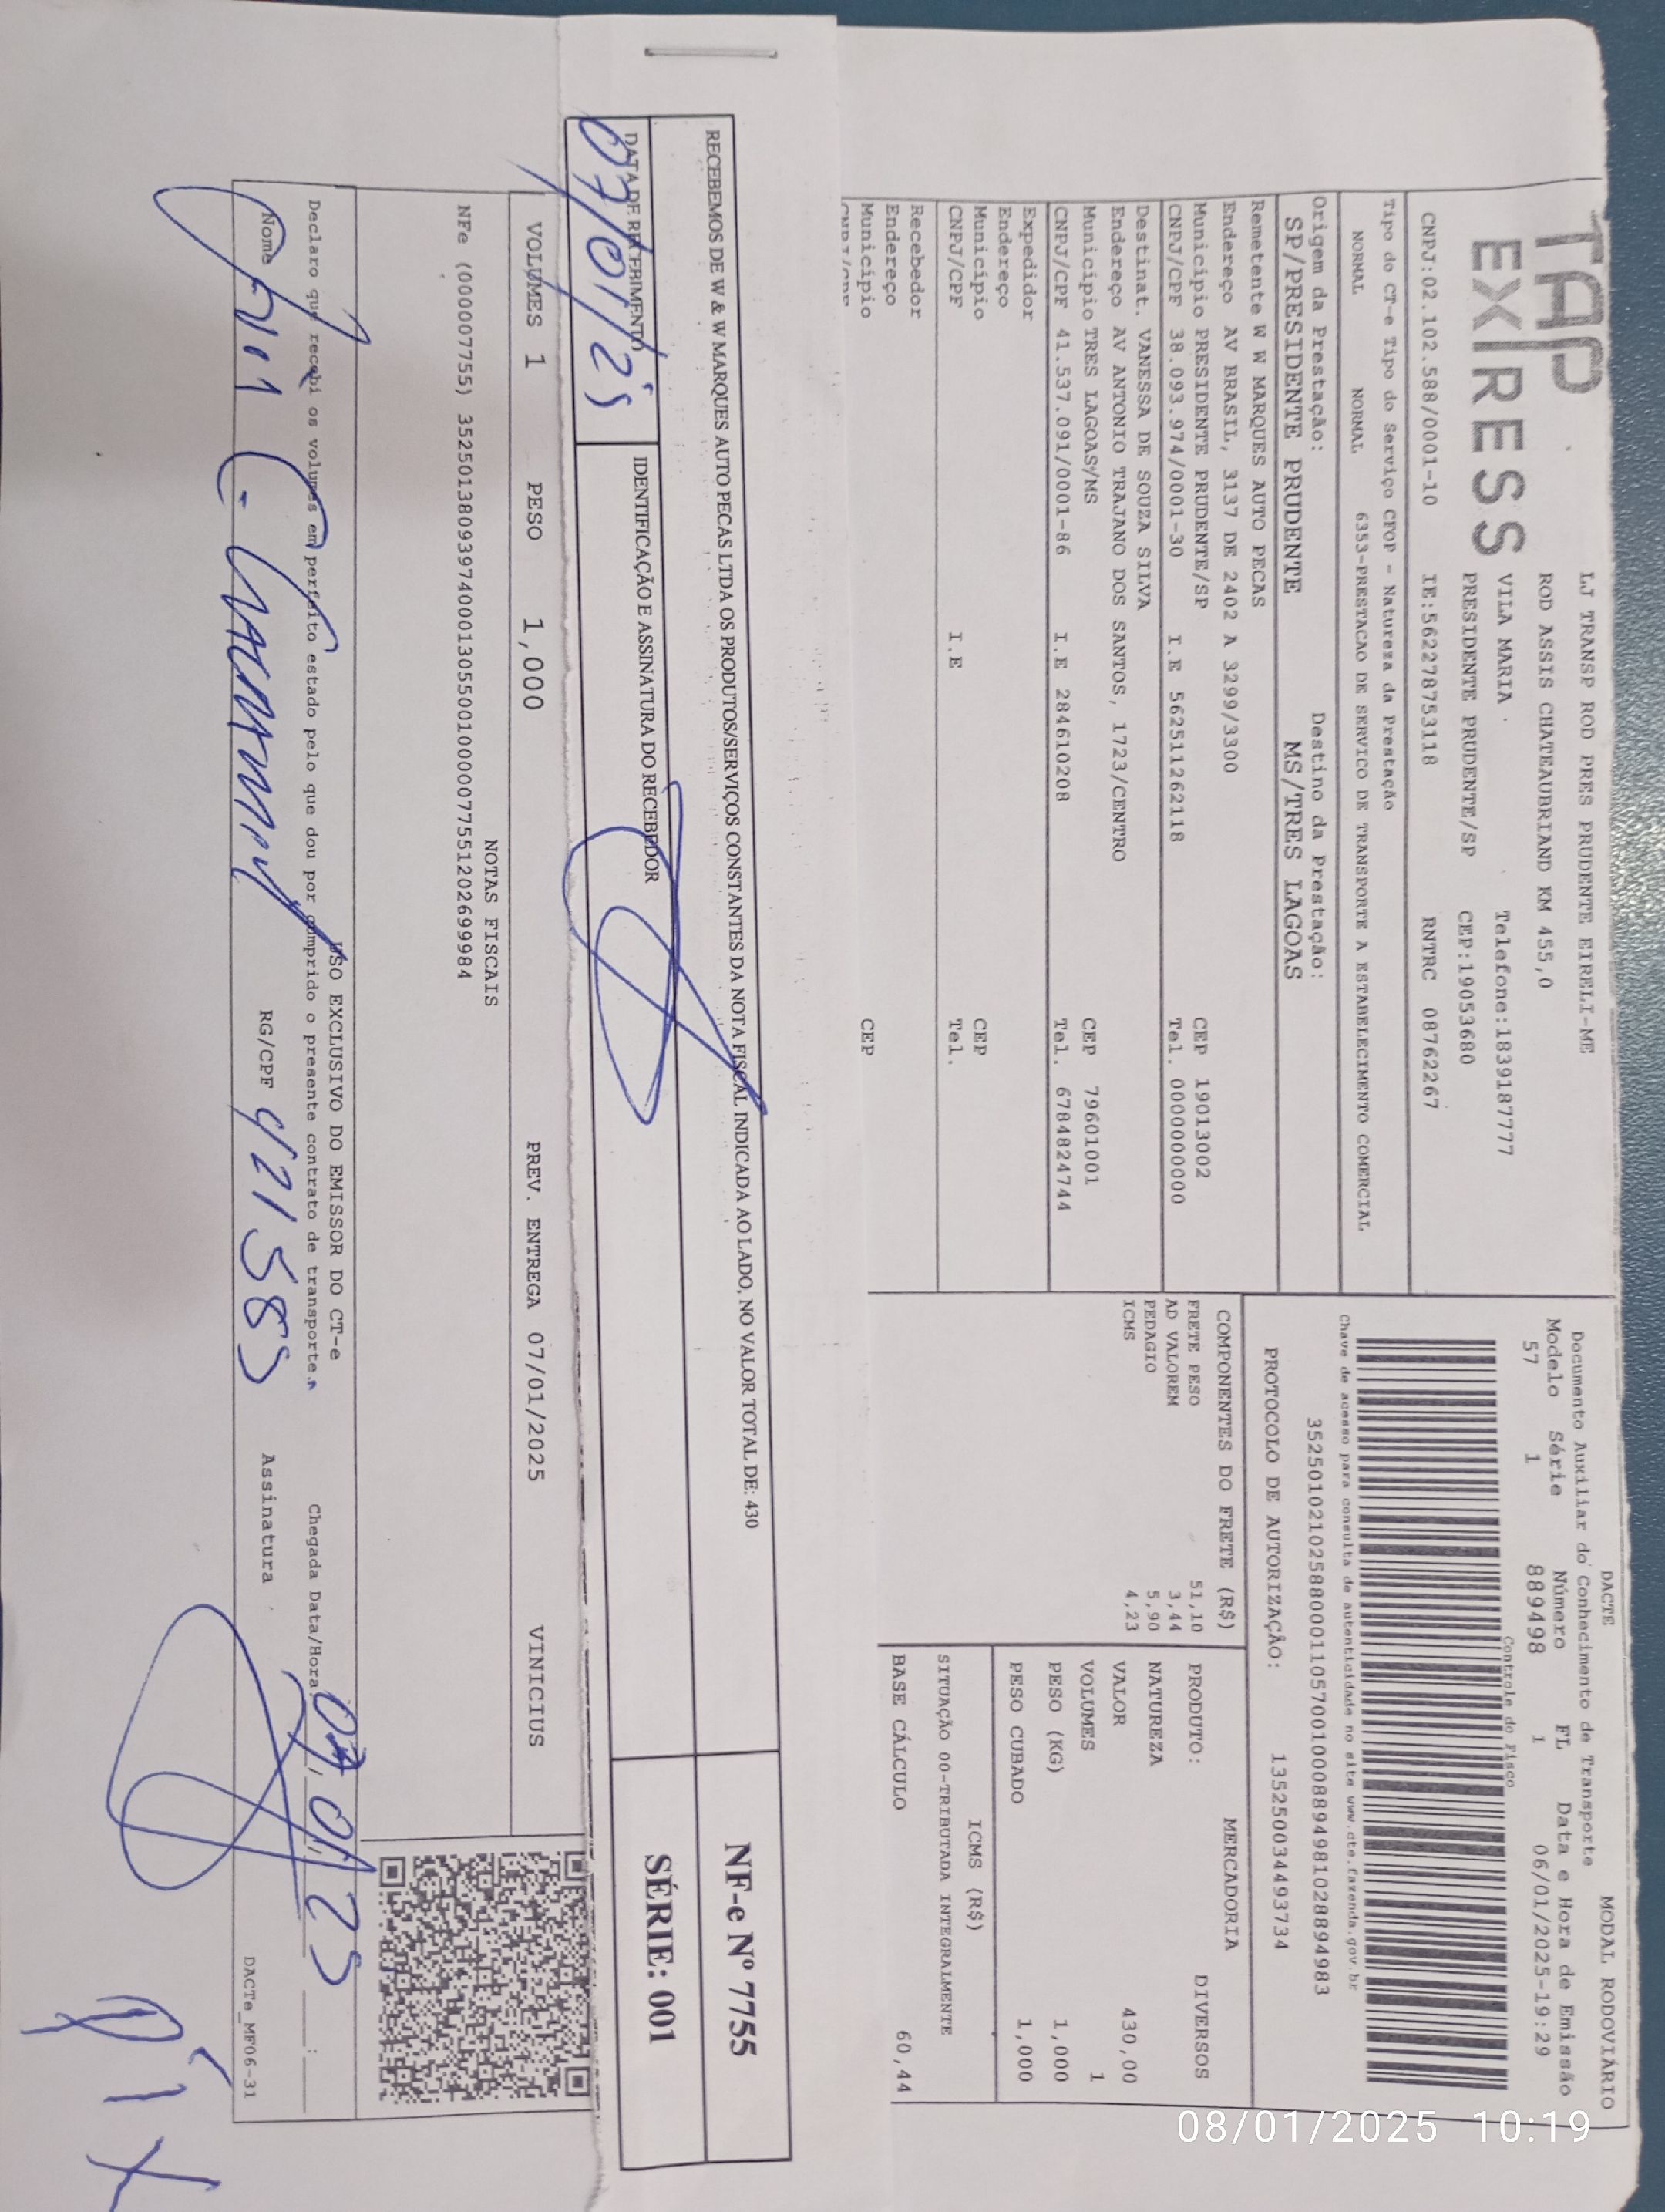 TAP
EXPRESS
LJ TRANSP ROD PRES PRUDENTE EIRELI-ME
ROD ASSIS CHATEAUBRIAND KM 455,0
VILA MARIA Telefone:1839187777
PRESIDENTE PRUDENTE/SP CEP:19053680
CNPJ:02.102.588/0001-10 IE:562278753118 RNTRC 08762267
DACTE MODAL RODOVIÁRIO
Documento Auxiliar do Conhecimento de Transporte
Modelo Série Número FL Data e Hora de Emissão
57 1 889498 1 06/01/2025-19:29
Controle do Fisco
Chave de acesso para consulta de autenticidade no site www.cte.fazenda.gov.br
35250102102588000110570010008894981028894983
PROTOCOLO DE AUTORIZAÇÃO: 135250034493734
Tipo do CT-e Tipo do Serviço CFOP - Natureza da Prestação
NORMAL NORMAL 6353-PRESTACAO DE SERVICO DE TRANSPORTE A ESTABELECIMENTO COMERCIAL
Origem da Prestação: Destino da Prestação:
SP/PRESIDENTE PRUDENTE MS/TRES LAGOAS
Remetente W W MARQUES AUTO PECAS
Endereço AV BRASIL, 3137 DE 2402 A 3299/3300
Município PRESIDENTE PRUDENTE/SP CEP 19013002
CNPJ/CPF 38.093.974/0001-30 I.E 562511262118 Tel. 0000000000
Destinat. VANESSA DE SOUZA SILVA
Endereço AV ANTONIO TRAJANO DOS SANTOS, 1723/CENTRO
Município TRES LAGOAS/MS CEP 79601001
CNPJ/CPF 41.537.091/0001-86 I.E 284610208 Tel. 6784824744
Expedidor
Endereço
Município CEP
CNPJ/CPF I.E Tel.
Recebedor
Endereço
Município CEP
CNPJ/CPF
COMPONENTES DO FRETE (R$)
FRETE PESO 51,10
AD VALOREM 3,44
PEDAGIO 5,90
ICMS 4,23
MERCADORIA
PRODUTO: DIVERSOS
NATUREZA
VALOR 430,00
VOLUMES 1
PESO (KG) 1,000
PESO CUBADO 1,000
ICMS (R$)
SITUAÇÃO 00-TRIBUTADA INTEGRALMENTE
BASE CÁLCULO 60,44
RECEBEMOS DE W & W MARQUES AUTO PECAS LTDA OS PRODUTOS/SERVIÇOS CONSTANTES DA NOTA FISCAL INDICADA AO LADO, NO VALOR TOTAL DE: 430
NF-e Nº 7755
SÉRIE: 001
DATA DE RECEBIMENTO IDENTIFICAÇÃO E ASSINATURA DO RECEBEDOR
07/01/25
VOLUMES 1 PESO 1,000 PREV. ENTREGA 07/01/2025 VINICIUS
NOTAS FISCAIS
NFe (000007755) 35250138093974000130550010000077551202699984
USO EXCLUSIVO DO EMISSOR DO CT-e
Declaro que recebi os volumes em perfeito estado pelo que dou por cumprido o presente contrato de transporte. Chegada Data/Hora 07/01/25
Nome RG/CPF 421583 Assinatura
DACTe_MF06-31
PIX
08/01/2025 10:19